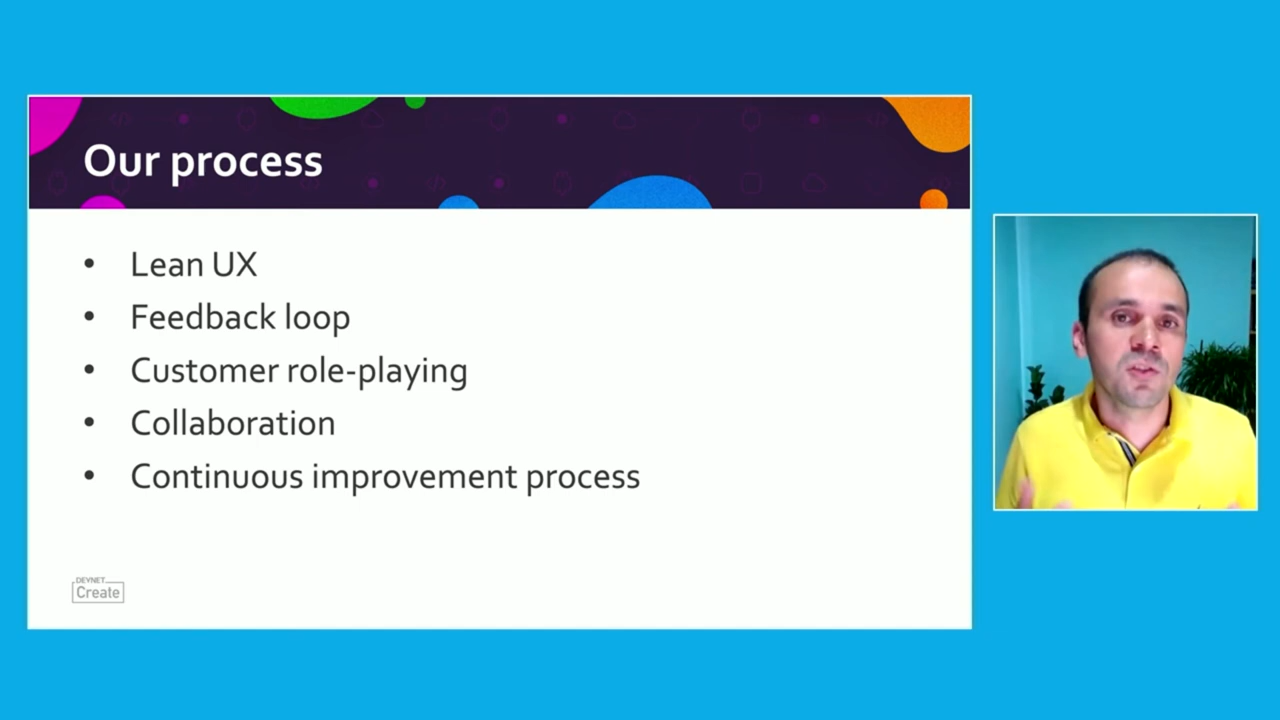 Our process
• Lean UX
• Feedback loop
• Customer role-playing
• Collaboration
• Continuous improvement process
DEVNET
Create